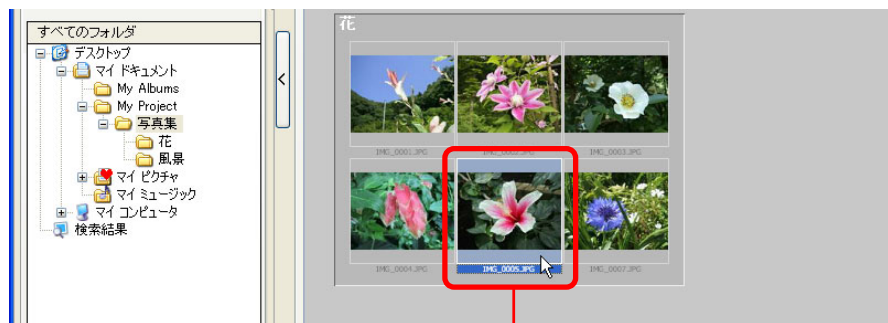 すべてのフォルダ
デスクトップ
マイ ドキュメント
My Albums
My Project
写真集
花
風景
マイ ピクチャ
マイ ミュージック
マイ コンピュータ
検索結果
<
花
IMG_0001.JPG
IMG_0002.JPG
IMG_0003.JPG
IMG_0004.JPG
IMG_0005.JPG
IMG_0007.JPG